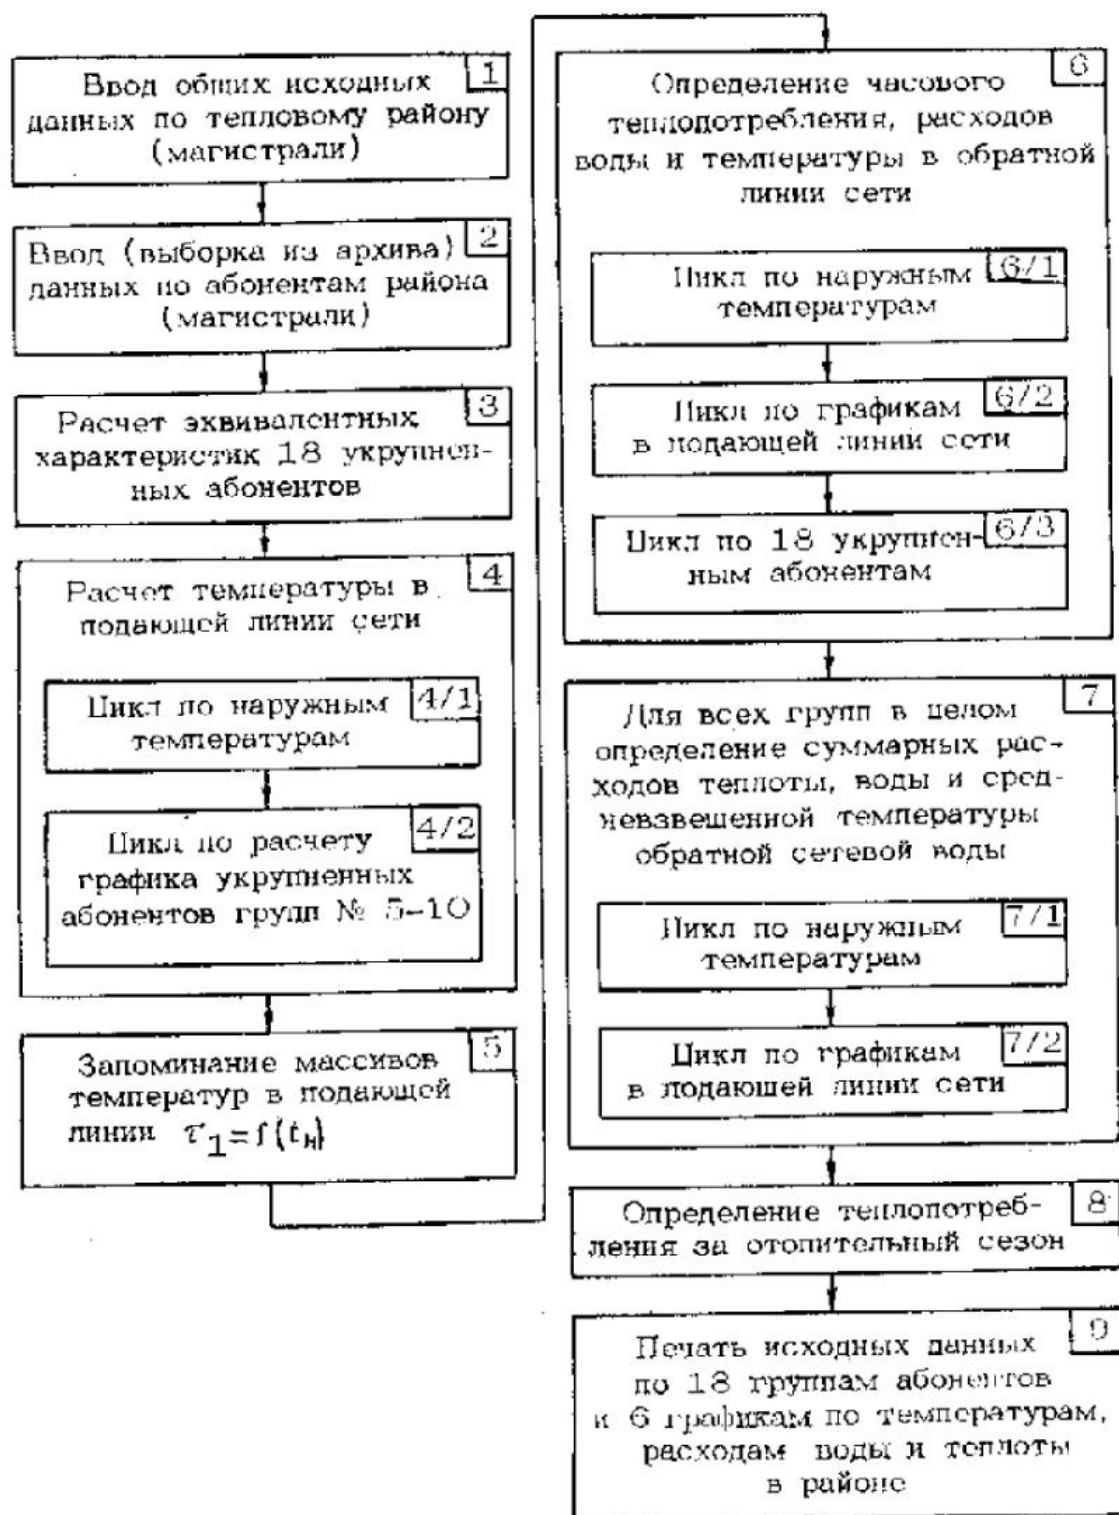 1
Ввод общих исходных
данных по тепловому району
(магистрали)
2
Ввод (выборка из архива)
данных по абонентам района
(магистрали)
3
Расчет эквивалентных
характеристик 18 укрупнен-
ных абонентов
4
Расчет температуры в
подающей линии сети
4/1
Цикл по наружным
температурам
4/2
Цикл по расчету
графика укрупненных
абонентов групп № 5-10
5
Запоминание массивов
температур в подающей
линии τ1=f(tн)
6
Определение часового
теплопотребления, расходов
воды и температуры в обратной
линии сети
6/1
Цикл по наружным
температурам
6/2
Цикл по графикам
в подающей линии сети
6/3
Цикл по 18 укрупнен-
ным абонентам
7
Для всех групп в целом
определение суммарных рас-
ходов теплоты, воды и сред-
невзвешенной температуры
обратной сетевой воды
7/1
Цикл по наружным
температурам
7/2
Цикл по графикам
в подающей линии сети
8
Определение теплопотреб-
ления за отопительный сезон
9
Печать исходных данных
по 18 группам абонентов
и 6 графикам по температурам,
расходам воды и теплоты
в районе